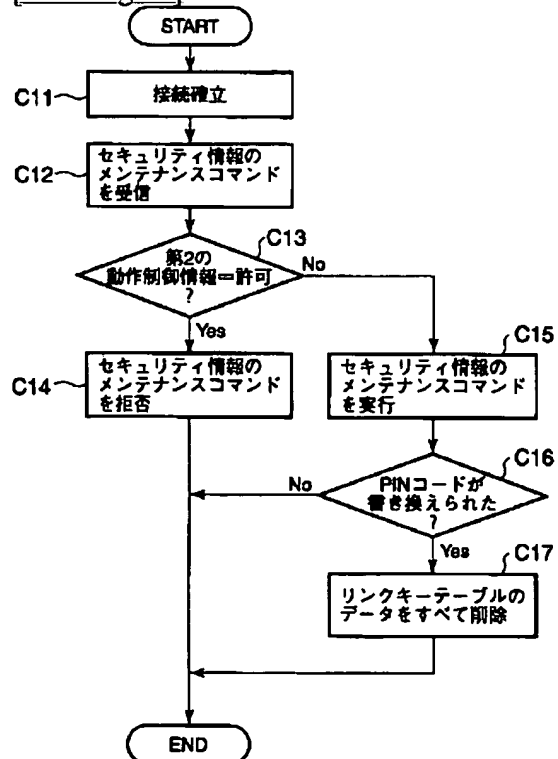 START
C11
接続確立
C12
セキュリティ情報の
メンテナンスコマンド
を受信
C13
第2の
動作制御情報=許可
?
No
Yes
C14
セキュリティ情報の
メンテナンスコマンド
を拒否
C15
セキュリティ情報の
メンテナンスコマンド
を実行
C16
PINコードが
書き換えられた
?
No
Yes
C17
リンクキーテーブルの
データをすべて削除
END